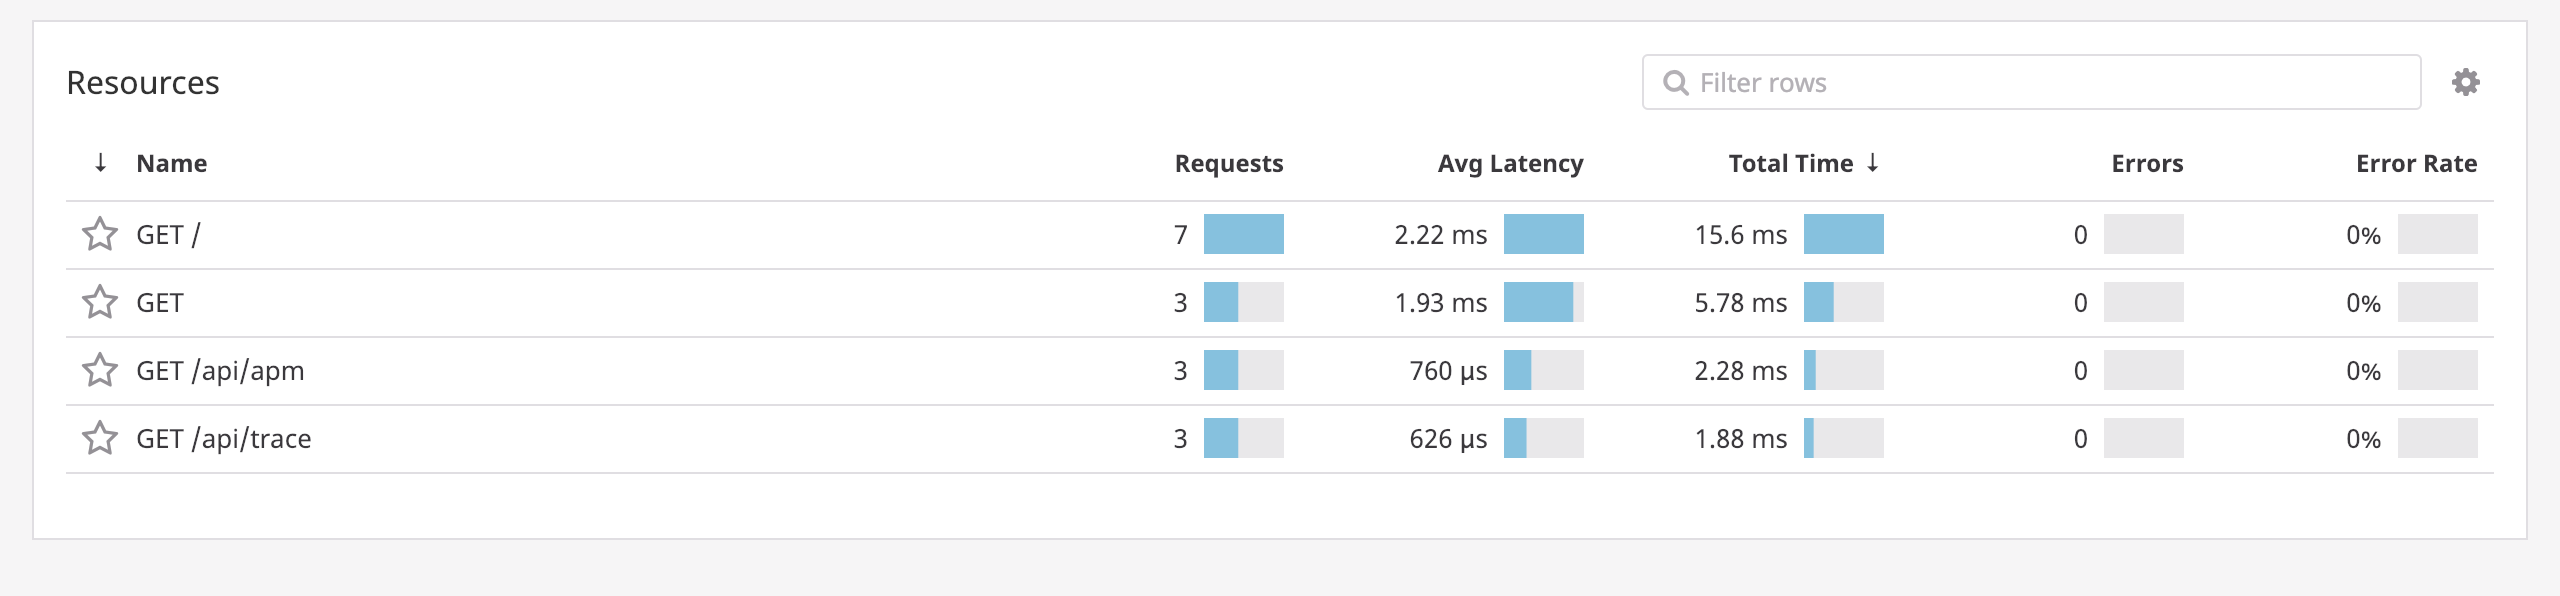 Resources
Filter rows
↓ Name Requests Avg Latency Total Time ↓ Errors Error Rate
GET / 7 2.22 ms 15.6 ms 0 0%
GET 3 1.93 ms 5.78 ms 0 0%
GET /api/apm 3 760 µs 2.28 ms 0 0%
GET /api/trace 3 626 µs 1.88 ms 0 0%